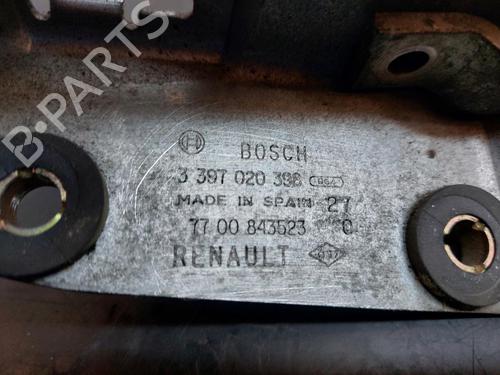 B-PARTS
BOSCH
3 397 020 398
MADE IN SPAIN 27
77 00 843523 C
RENAULT